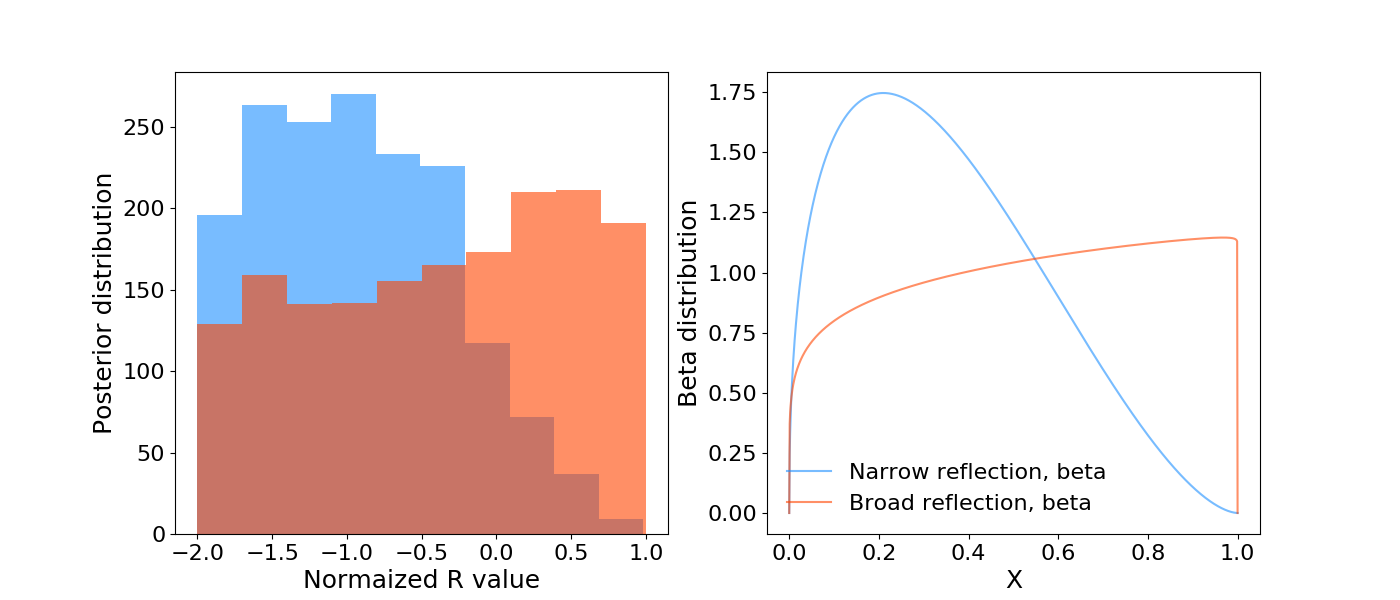 Posterior distribution
250
200
150
100
50
0
−2.0 −1.5 −1.0 −0.5 0.0 0.5 1.0
Normaized R value
Beta distribution
1.75
1.50
1.25
1.00
0.75
0.50
0.25
0.00
Narrow reflection, beta
Broad reflection, beta
0.0 0.2 0.4 0.6 0.8 1.0
X